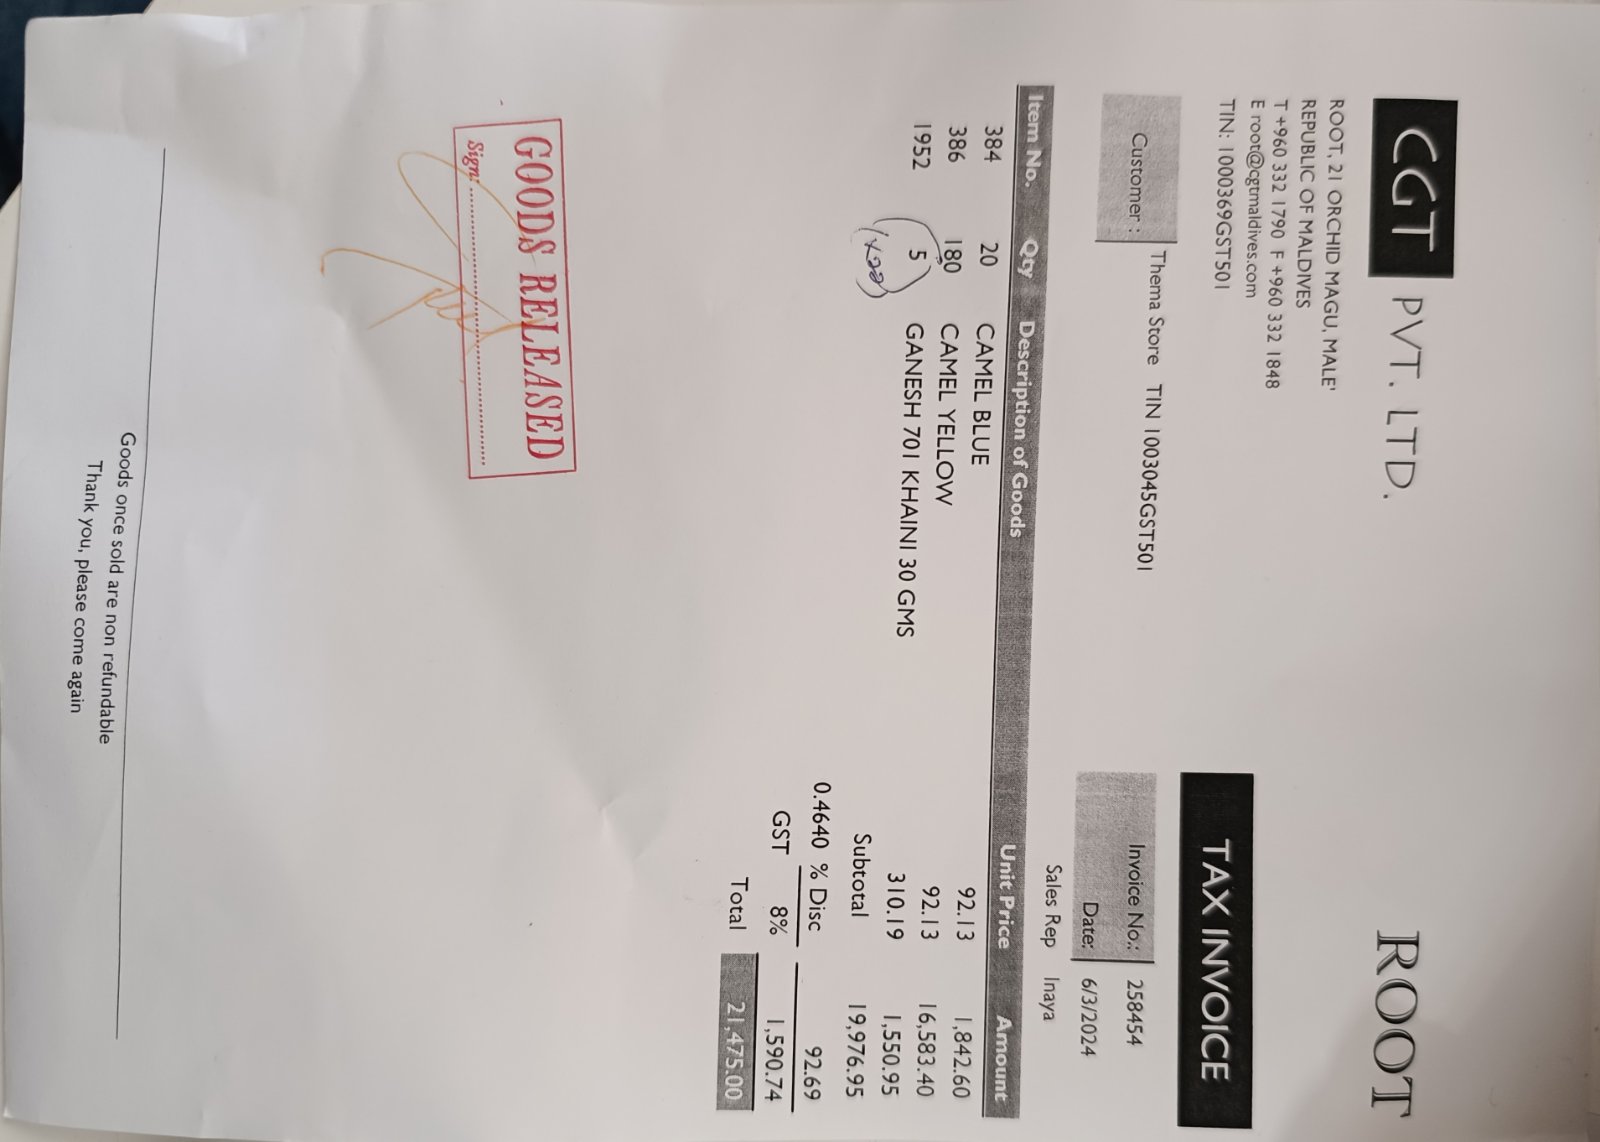 CGT PVT. LTD.
ROOT
ROOT, 21 ORCHID MAGU, MALE'
REPUBLIC OF MALDIVES
T +960 332 1790 F +960 332 1848
E root@cgtmaldives.com
TIN: 1000369GST501
TAX INVOICE
Customer : Thema Store TIN 1003045GST501
Invoice No.: 258454
Date: 6/3/2024
Sales Rep Inaya
Item No. Qty Description of Goods Unit Price Amount
384 20 CAMEL BLUE 92.13 1,842.60
386 180 CAMEL YELLOW 92.13 16,583.40
1952 5 GANESH 701 KHAINI 30 GMS 310.19 1,550.95
Subtotal 19,976.95
0.4640 % Disc 92.69
GST 8% 1,590.74
Total 21,475.00
GOODS RELEASED
Sign:
Goods once sold are non refundable
Thank you, please come again